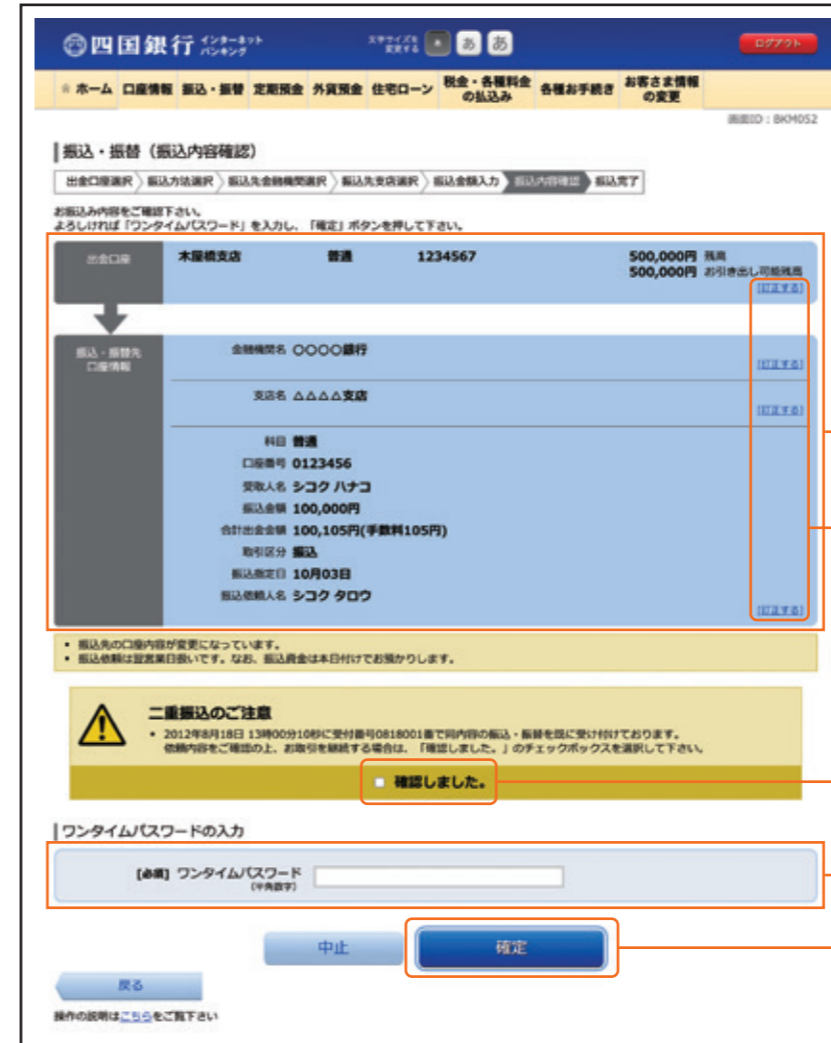 四国銀行 インターネットバンキング 文字サイズを変更する あ あ ログアウト
ホーム 口座情報 振込・振替 定期預金 外貨預金 住宅ローン 税金・各種料金の払込み 各種お手続き お客さま情報の変更
画面ID：BKM052
振込・振替（振込内容確認）
出金口座選択 振込方法選択 振込先金融機関選択 振込先支店選択 振込金額入力 振込内容確認 振込完了
お振込み内容をご確認下さい。
よろしければ「ワンタイムパスワード」を入力し、「確定」ボタンを押して下さい。
出金口座 木屋橋支店 普通 1234567 500,000円 残高
500,000円 お引き出し可能残高
[訂正する]
振込・振替先口座情報
金融機関名 〇〇〇〇銀行
[訂正する]
支店名 △△△△支店
[訂正する]
科目 普通
口座番号 0123456
受取人名 シコク ハナコ
振込金額 100,000円
合計出金金額 100,105円(手数料105円)
取引区分 振込
振込指定日 10月03日
振込依頼人名 シコク タロウ
[訂正する]
・ 振込先の口座内容が変更になっています。
・ 振込依頼は翌営業日扱いです。なお、振込資金は本日付けでお預かりします。
二重振込のご注意
・ 2012年8月18日 13時00分10秒に受付番号0818001番で同内容の振込・振替を既に受け付けております。
依頼内容をご確認の上、お取引を継続する場合は、「確認しました。」のチェックボックスを選択して下さい。
確認しました。
ワンタイムパスワードの入力
[必須] ワンタイムパスワード
(半角数字)
中止 確定
戻る
操作の説明はこちらをご覧下さい